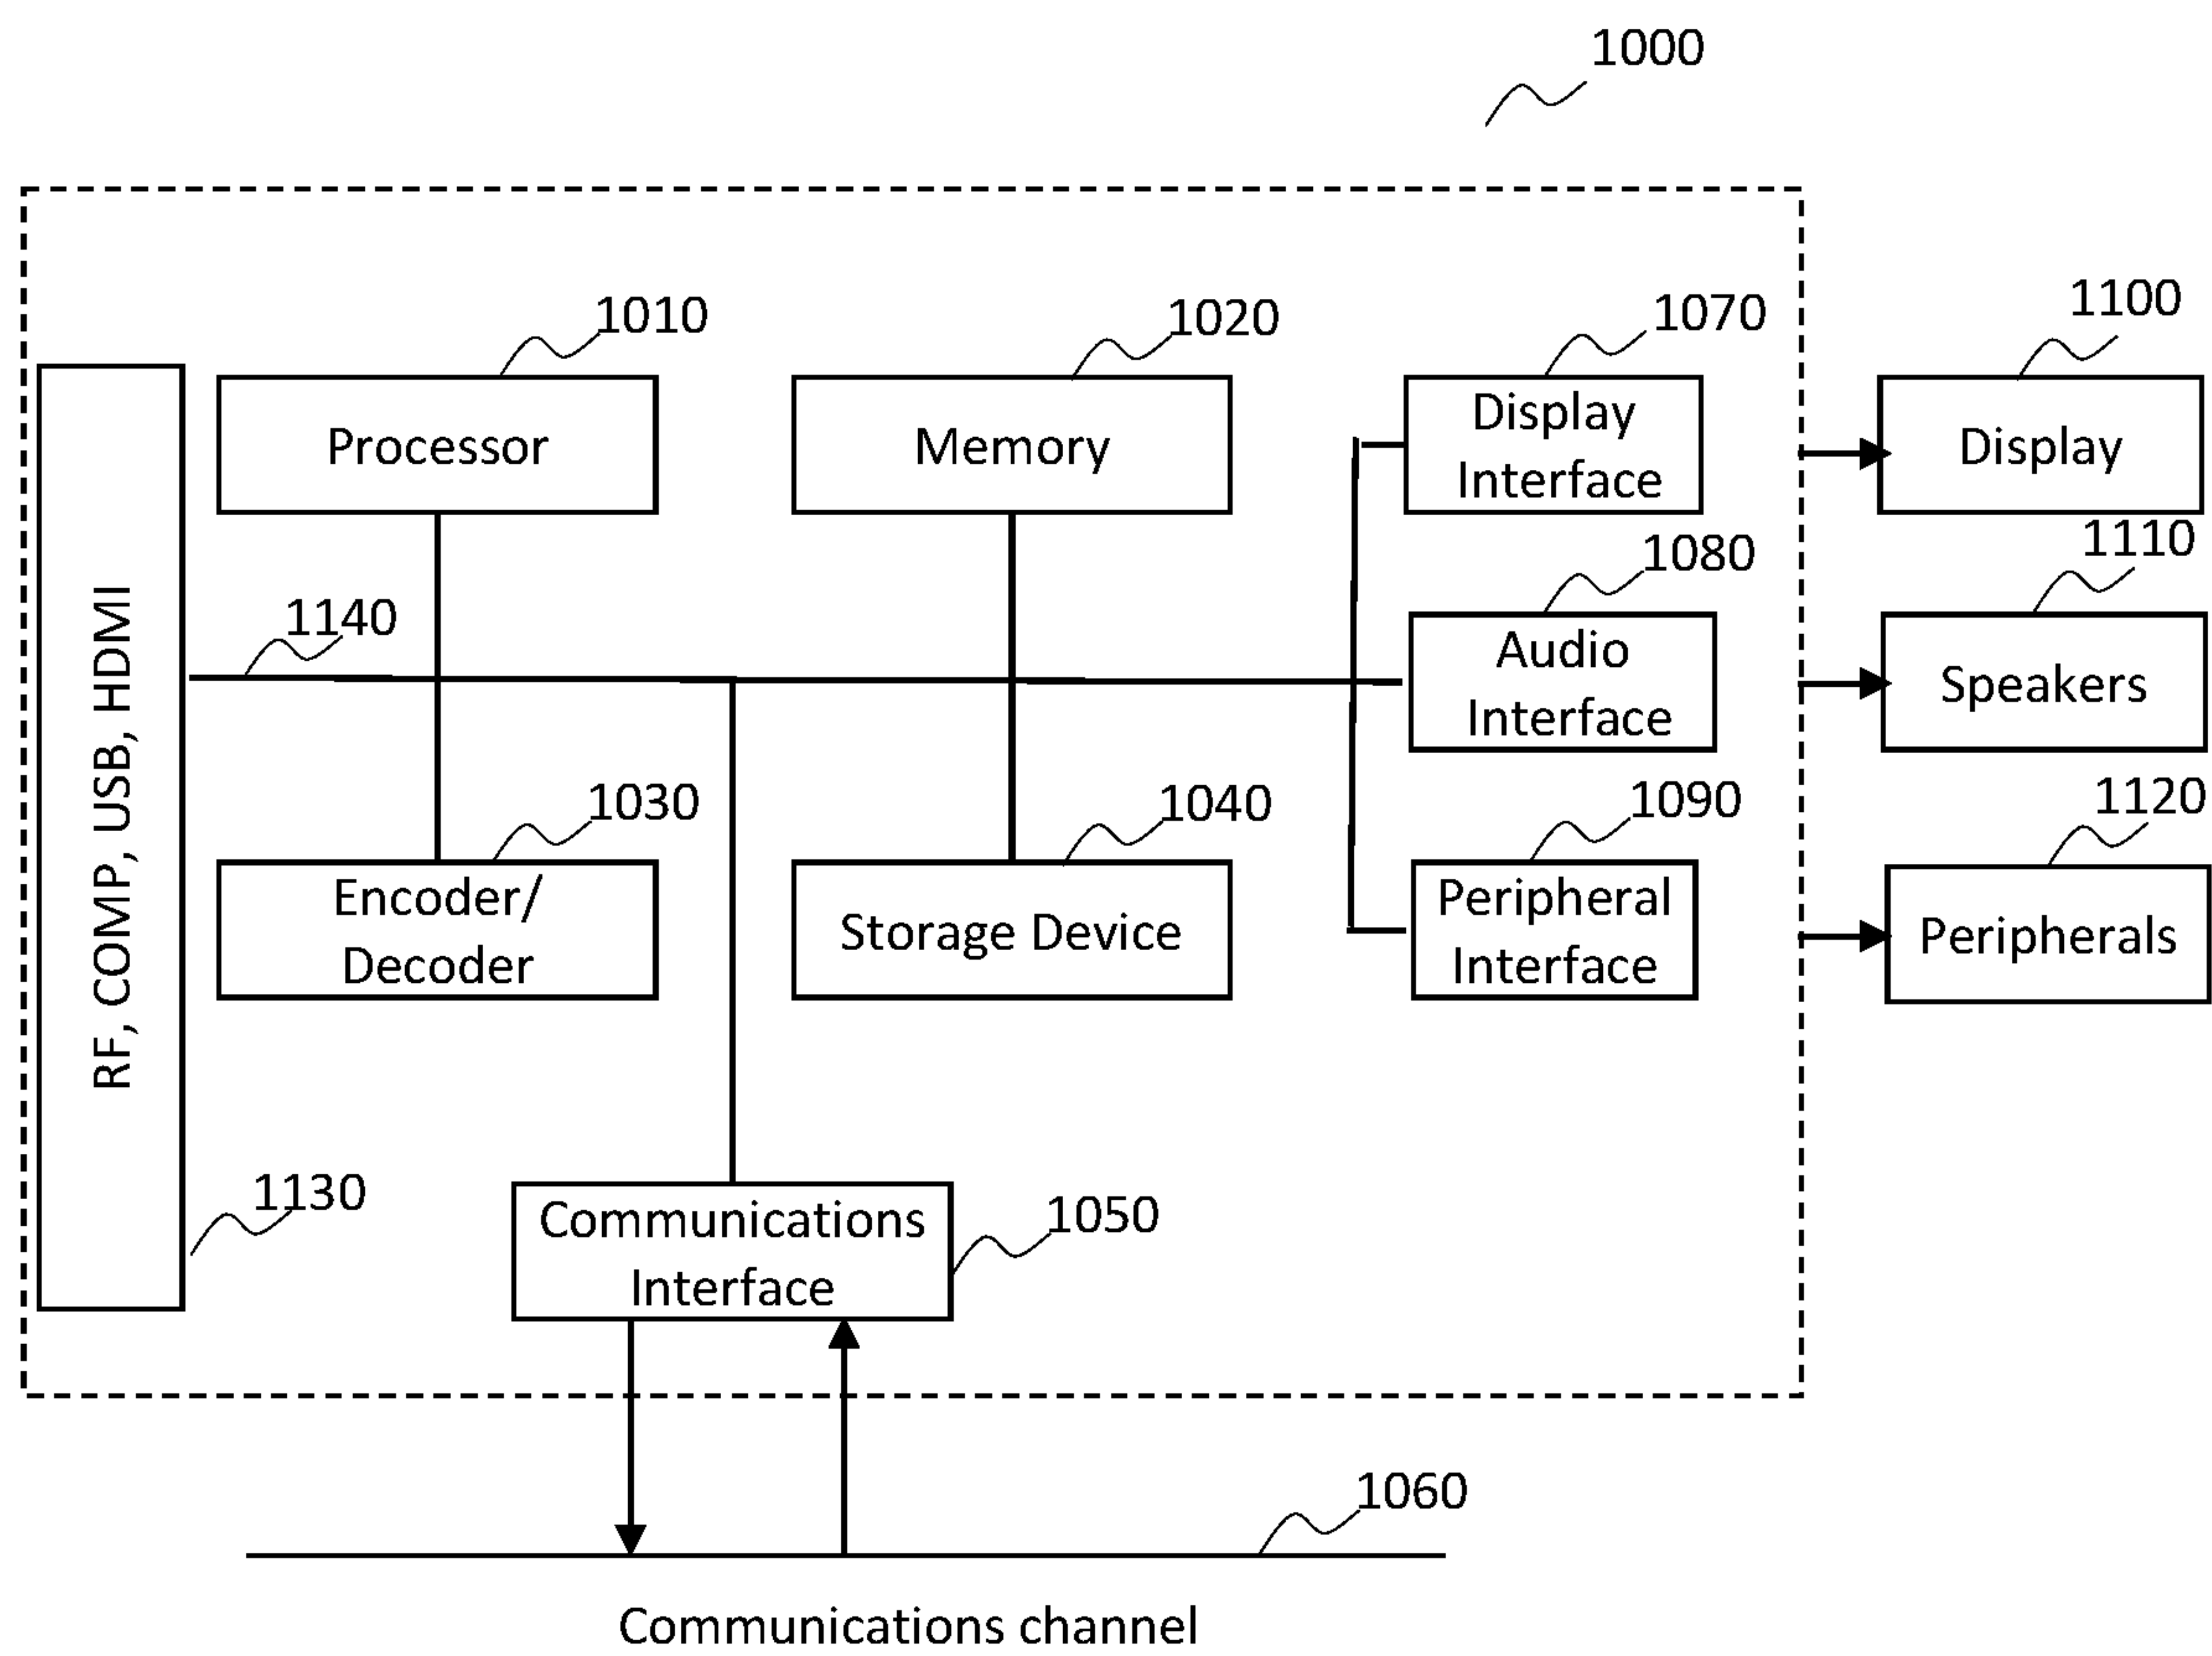 1000
1010
1020
1070
1100
Processor
Memory
Display
Interface
Display
1140
1080
1110
Audio
Interface
Speakers
RF, COMP, USB, HDMI
1030
1040
1090
1120
Encoder/
Decoder
Storage Device
Peripheral
Interface
Peripherals
1130
Communications
Interface
1050
1060
Communications channel